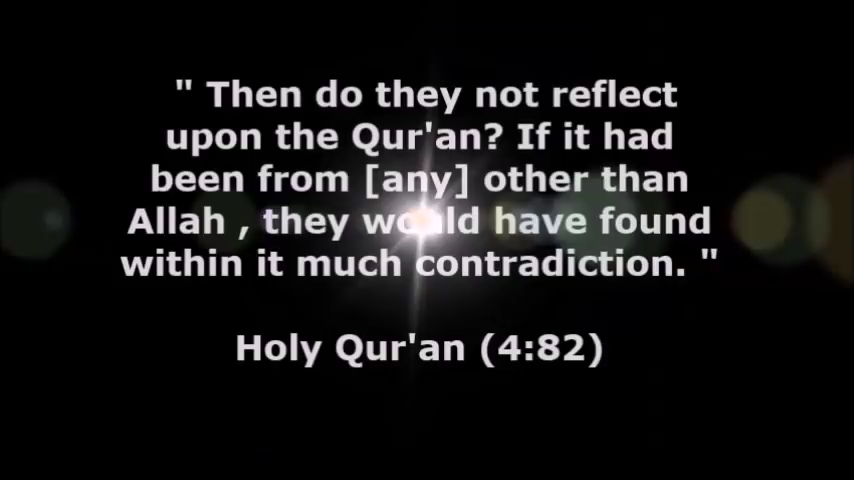 " Then do they not reflect
upon the Qur'an? If it had
been from [any] other than
Allah , they would have found
within it much contradiction. "
Holy Qur'an (4:82)